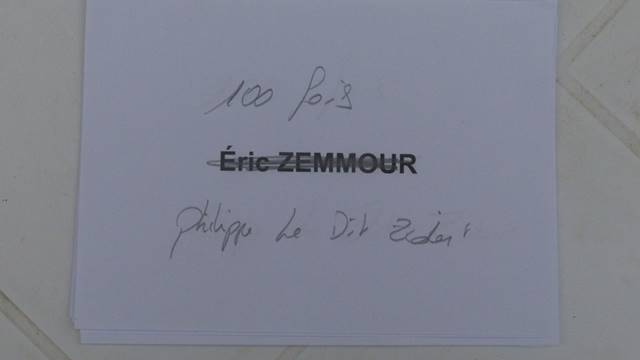 100 fois
Éric ZEMMOUR
Philippe Le Dit